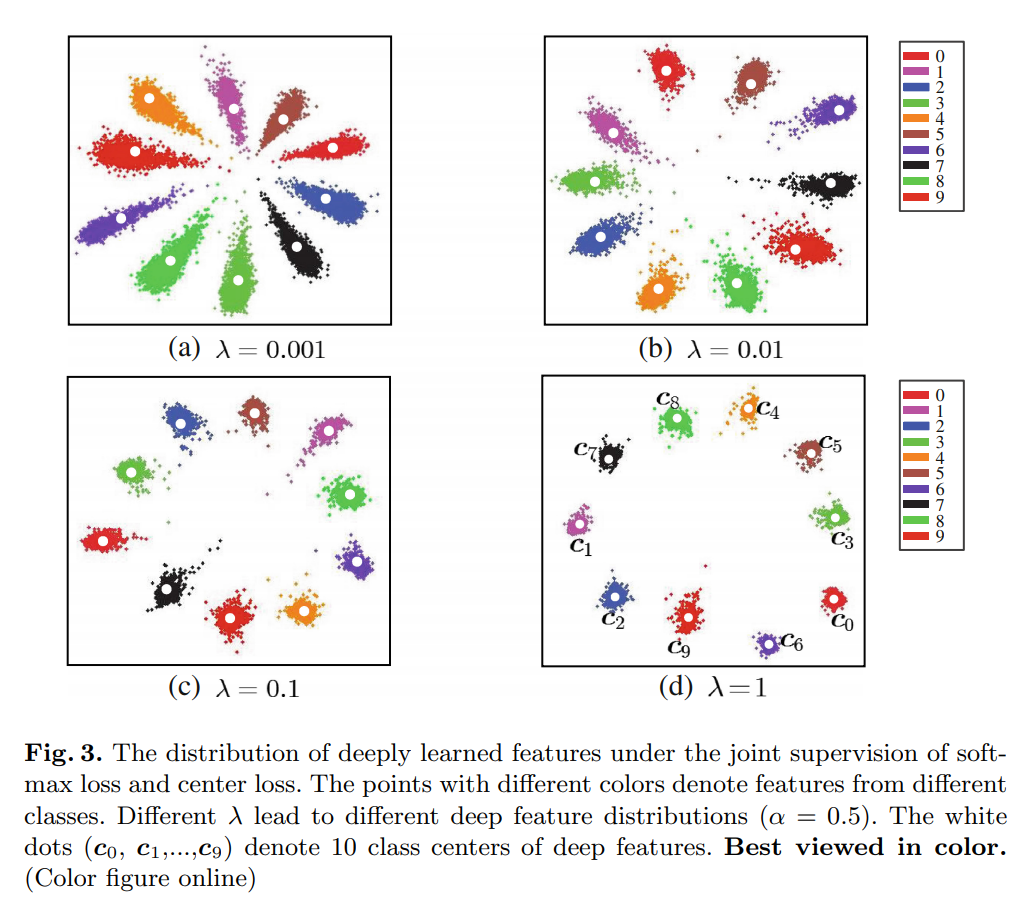 0
1
2
3
4
5
6
7
8
9
(a) λ = 0.001
(b) λ = 0.01
c8
c4
c5
c7
c3
c1
c0
c2
c9
c6
0
1
2
3
4
5
6
7
8
9
(c) λ = 0.1
(d) λ=1
Fig. 3. The distribution of deeply learned features under the joint supervision of soft-
max loss and center loss. The points with different colors denote features from different
classes. Different λ lead to different deep feature distributions (α = 0.5). The white
dots (c0, c1,...,c9) denote 10 class centers of deep features. Best viewed in color.
(Color figure online)